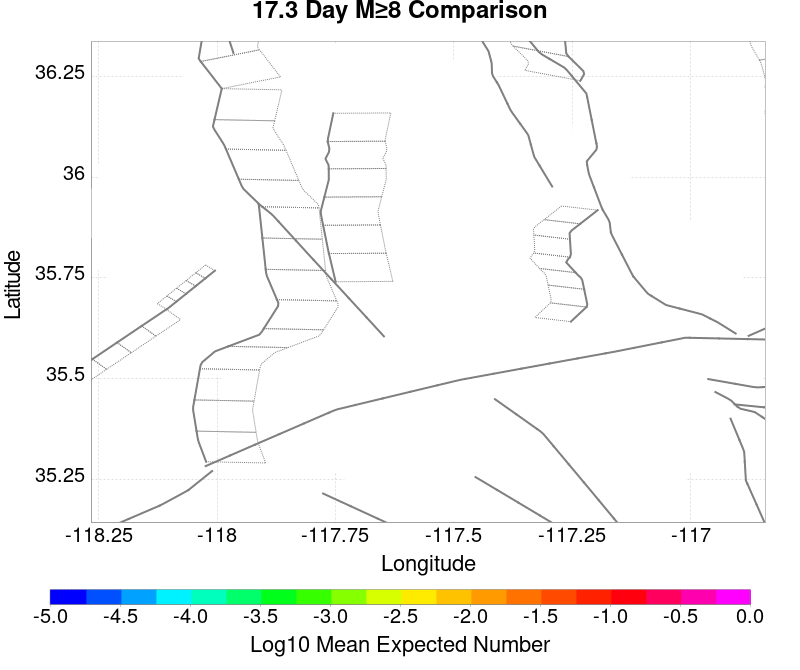 17.3 Day M≥8 Comparison
36.25
36
35.75
35.5
35.25
Latitude
-118.25 -118 -117.75 -117.5 -117.25 -117
Longitude
-5.0 -4.5 -4.0 -3.5 -3.0 -2.5 -2.0 -1.5 -1.0 -0.5 0.0
Log10 Mean Expected Number